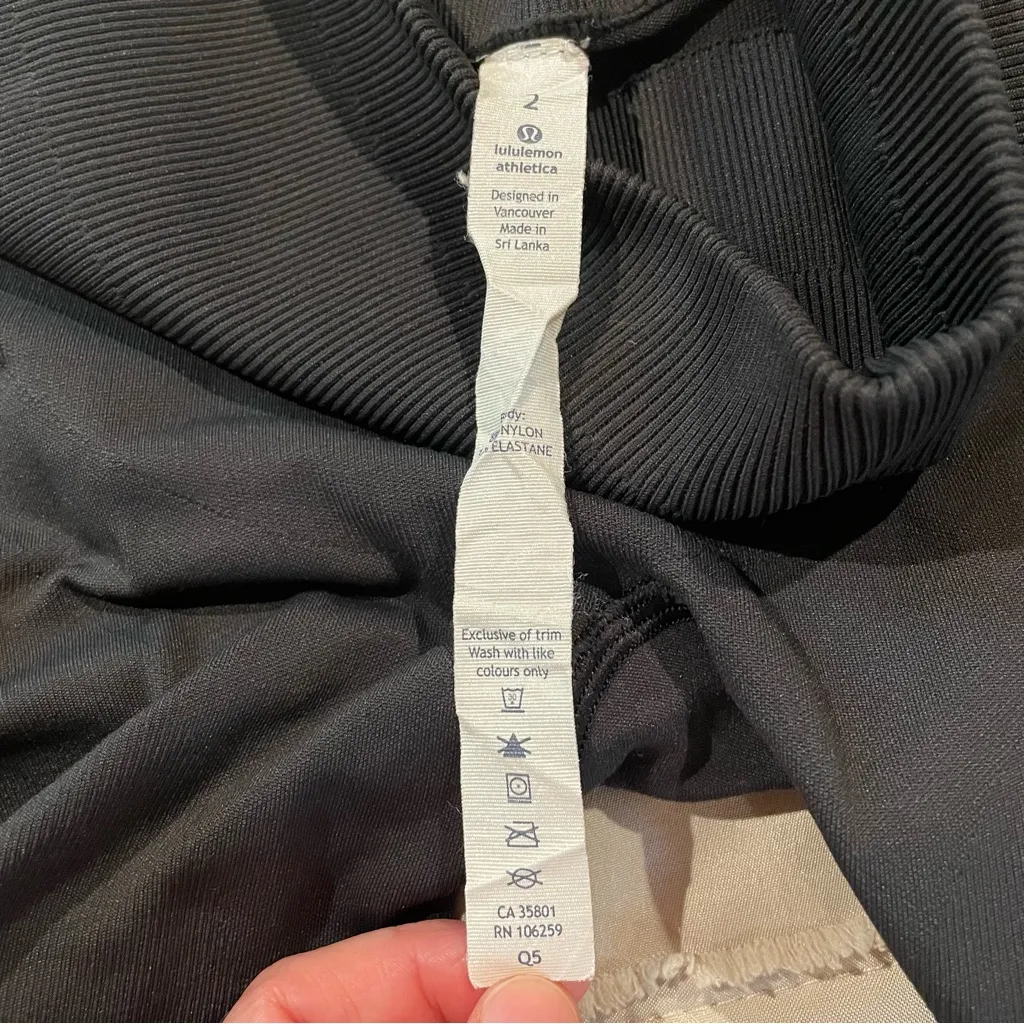 2
lululemon
athletica
Designed in
Vancouver
Made in
Sri Lanka
NYLON
ELASTANE
Exclusive of trim
Wash with like
colours only
30
CA 35801
RN 106259
Q5